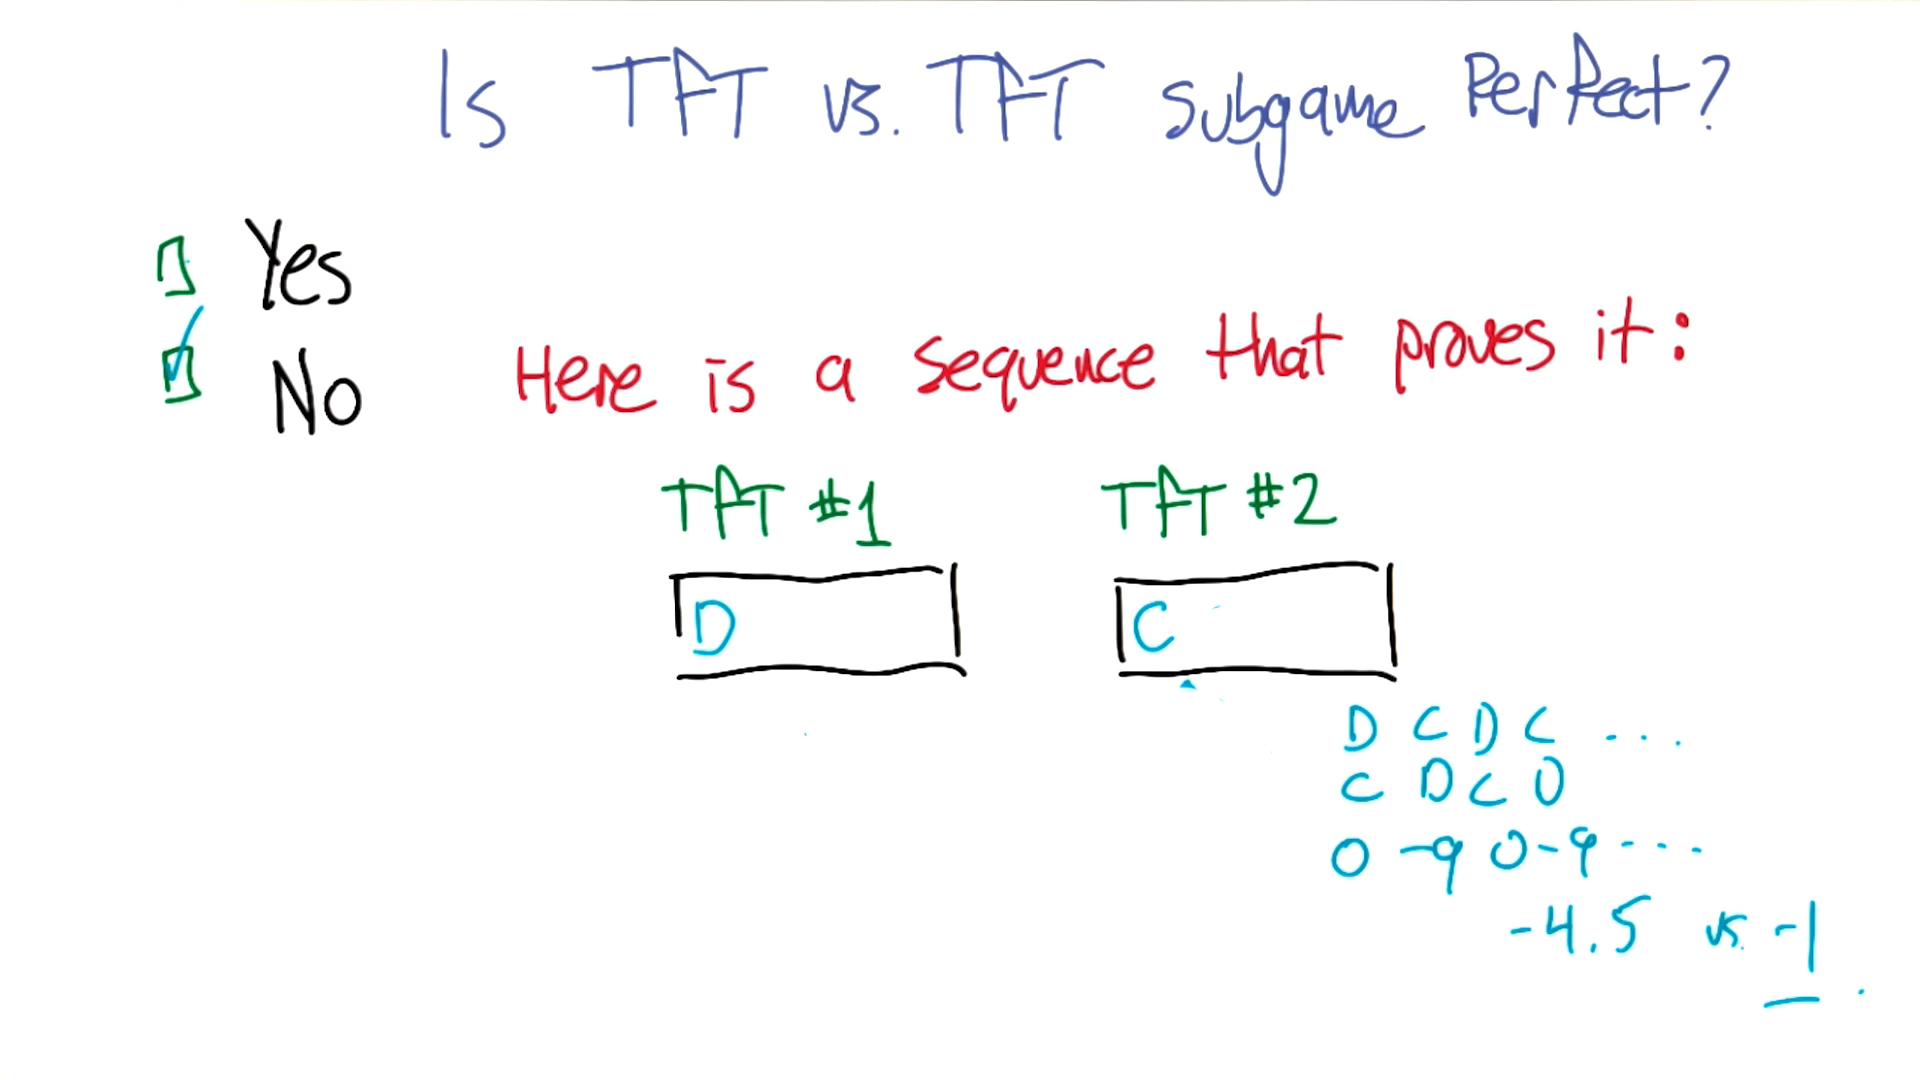 Is TFT vs. TFT subgame Perfect?
Yes
No
Here is a sequence that proves it:
TFT #1 TFT #2
D C
D C D C ...
C D C D
0 -9 0 -9 ...
-4.5 vs. -1